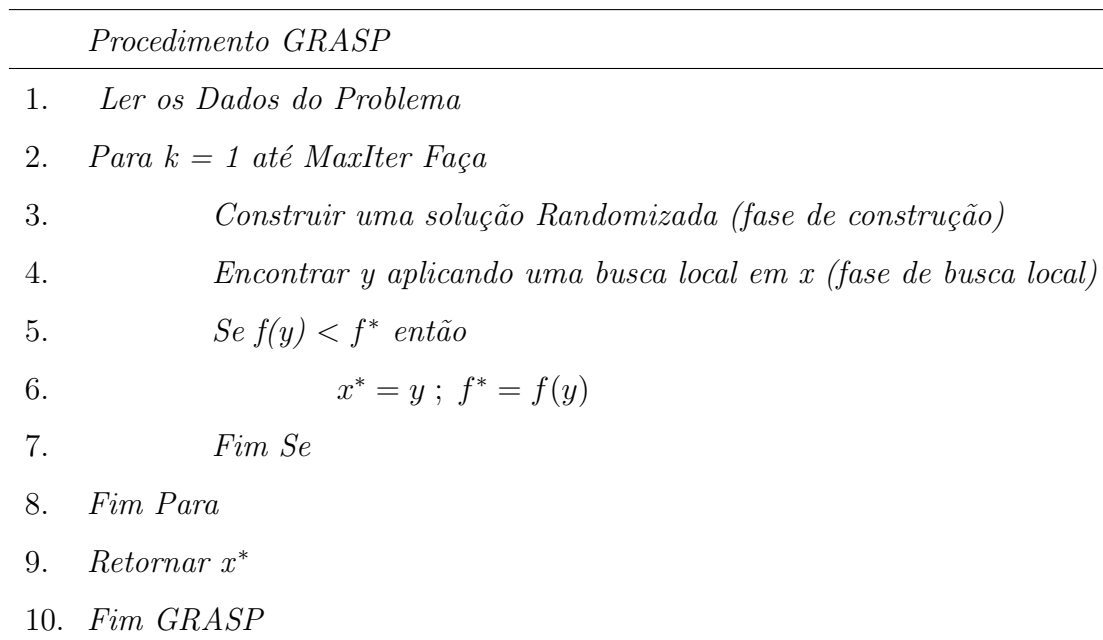 Procedimento GRASP
1. Ler os Dados do Problema
2. Para k = 1 até MaxIter Faça
3. Construir uma solução Randomizada (fase de construção)
4. Encontrar y aplicando uma busca local em x (fase de busca local)
5. Se f(y) < f* então
6. x* = y ; f* = f(y)
7. Fim Se
8. Fim Para
9. Retornar x*
10. Fim GRASP